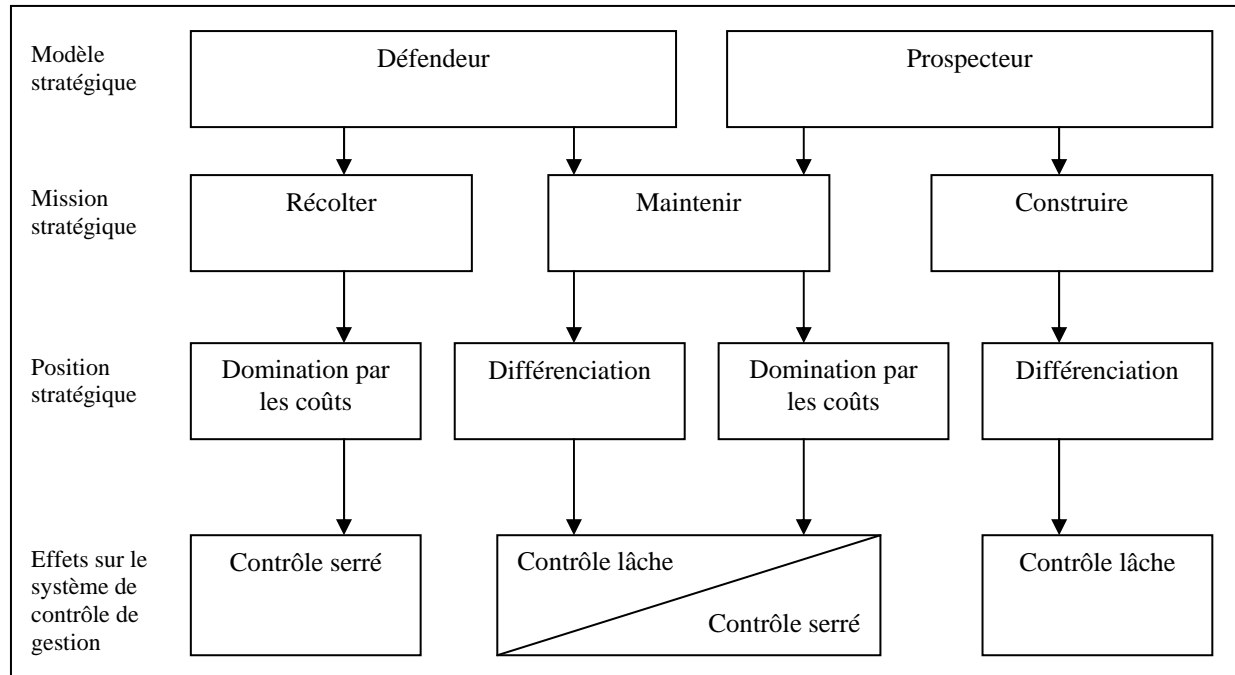 Modèle
stratégique
Défendeur
Prospecteur
Mission
stratégique
Récolter
Maintenir
Construire
Position
stratégique
Domination par
les coûts
Différenciation
Domination par
les coûts
Différenciation
Effets sur le
système de
contrôle de
gestion
Contrôle serré
Contrôle lâche
Contrôle serré
Contrôle lâche